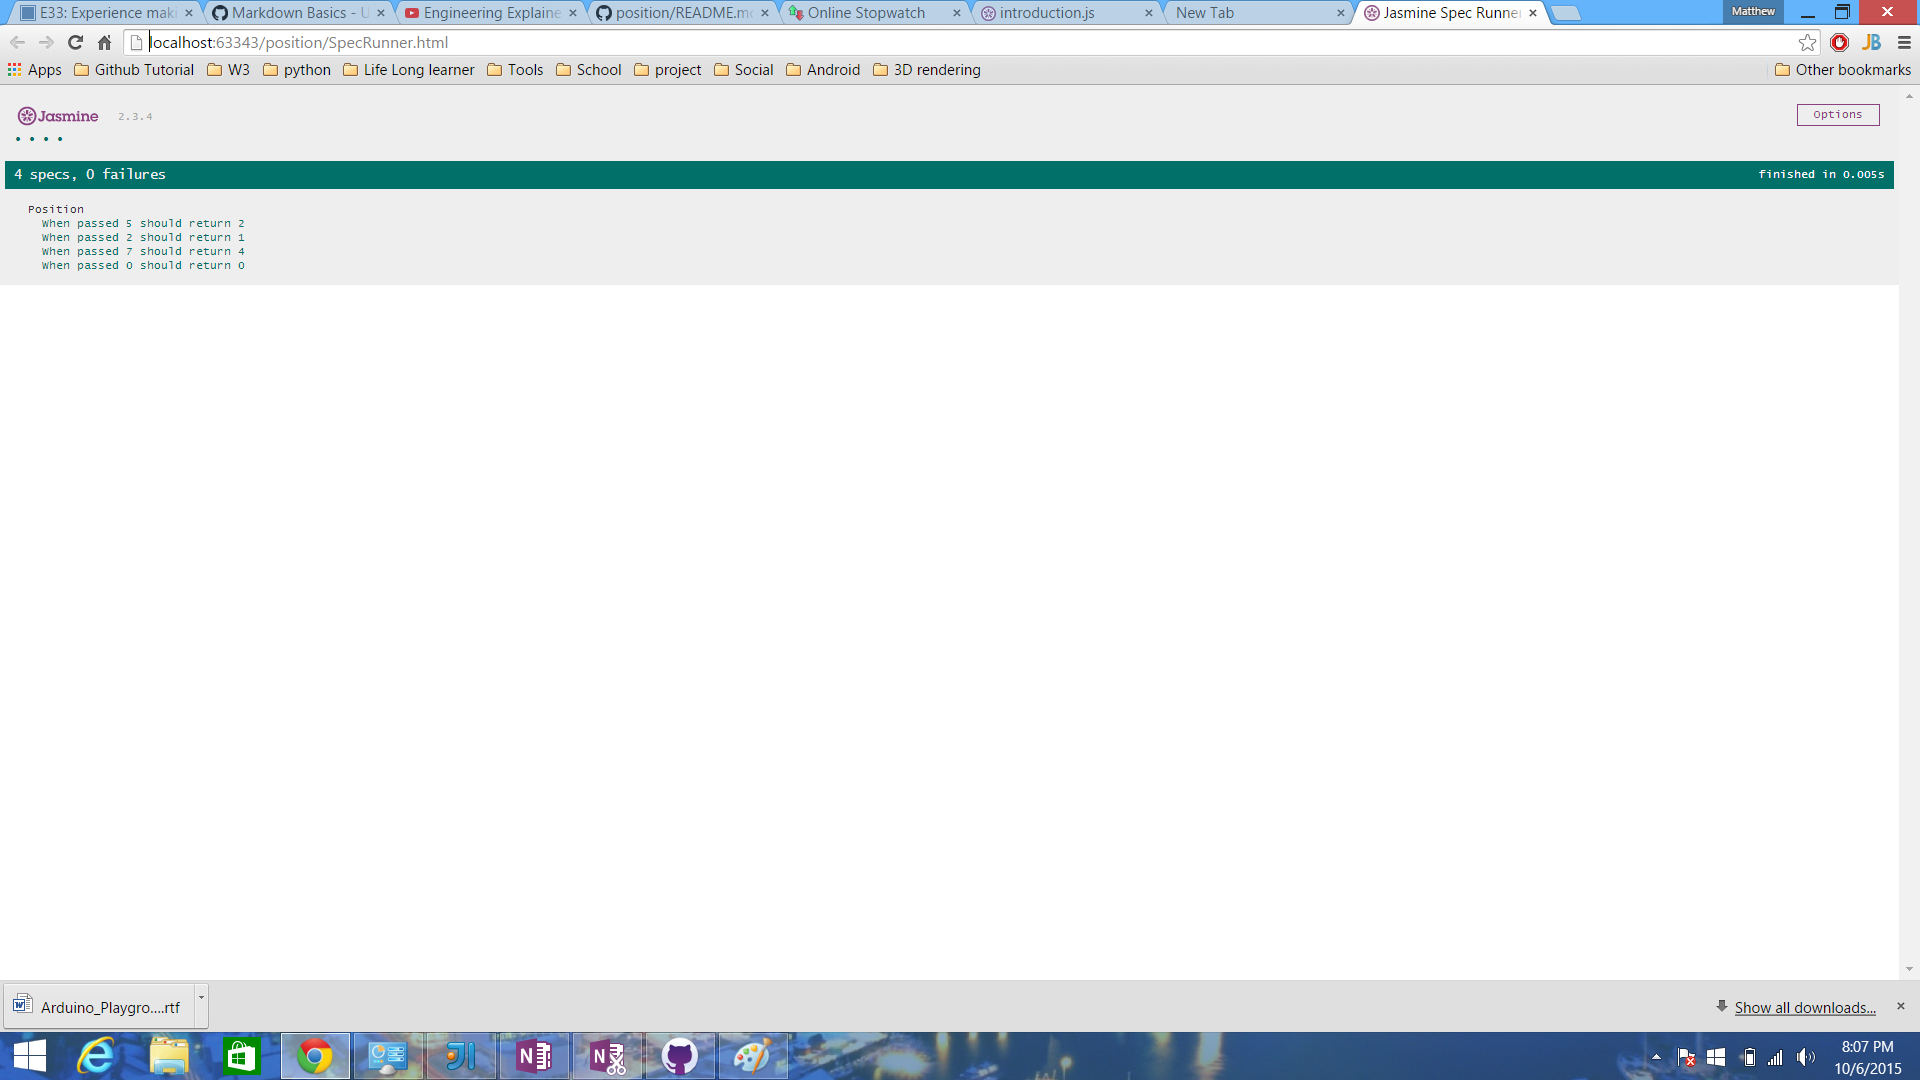 E33: Experience maki
Markdown Basics - U
Engineering Explaine
position/README.mo
Online Stopwatch
introduction.js
New Tab
Jasmine Spec Runner
Matthew
localhost:63343/position/SpecRunner.html
JB
Apps
Github Tutorial
W3
python
Life Long learner
Tools
School
project
Social
Android
3D rendering
Other bookmarks
Jasmine 2.3.4
Options
4 specs, 0 failures
finished in 0.005s
Position
When passed 5 should return 2
When passed 2 should return 1
When passed 7 should return 4
When passed 0 should return 0
Arduino_Playgro....rtf
Show all downloads...
8:07 PM
10/6/2015